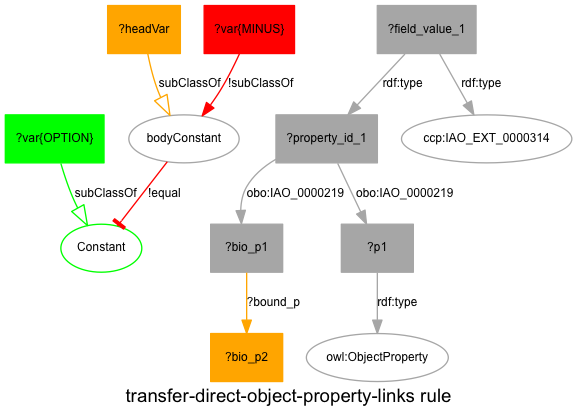 ?headVar
?var{MINUS}
?field_value_1
subClassOf
!subClassOf
rdf:type
rdf:type
?var{OPTION}
bodyConstant
?property_id_1
ccp:IAO_EXT_0000314
subClassOf
!equal
obo:IAO_0000219
obo:IAO_0000219
Constant
?bio_p1
?p1
?bound_p
rdf:type
?bio_p2
owl:ObjectProperty
transfer-direct-object-property-links rule